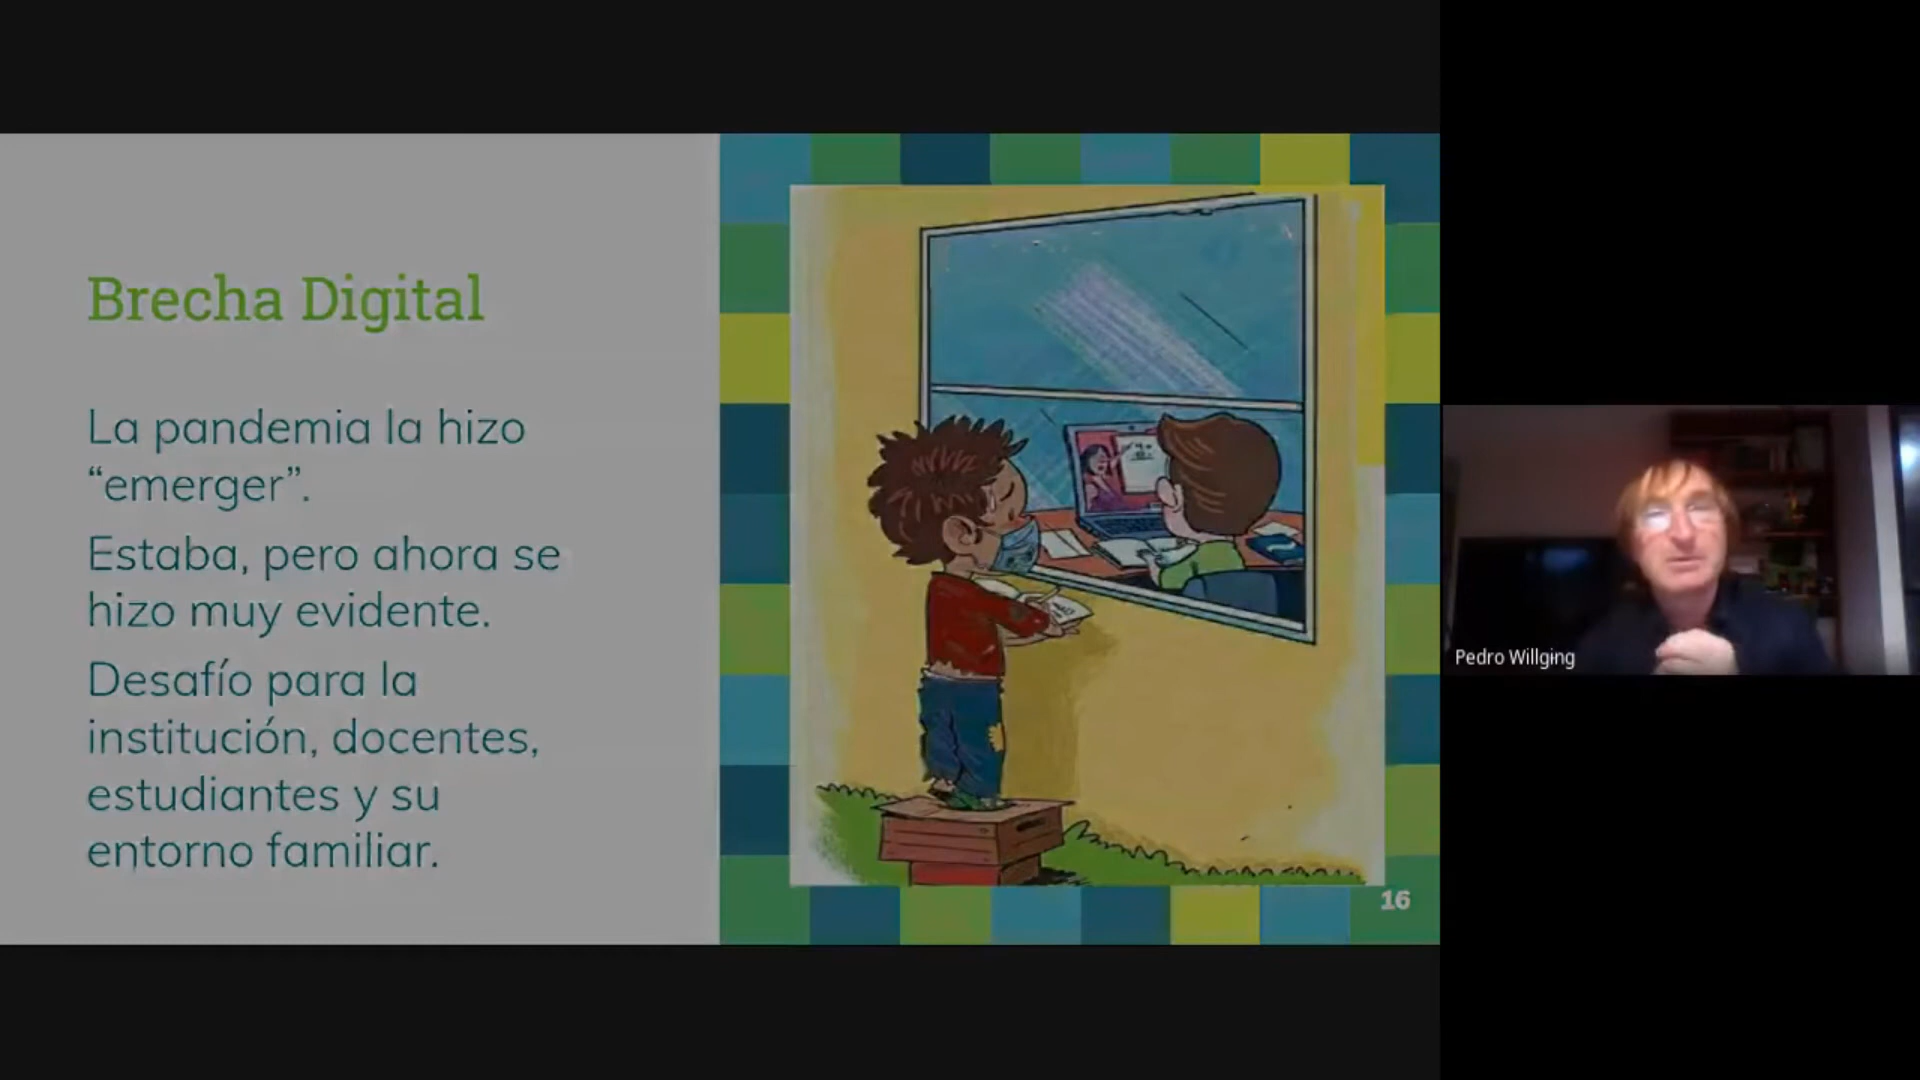 Brecha Digital
La pandemia la hizo
“emerger”.
Estaba, pero ahora se
hizo muy evidente.
Desafío para la
institución, docentes,
estudiantes y su
entorno familiar.
16
Pedro Willging